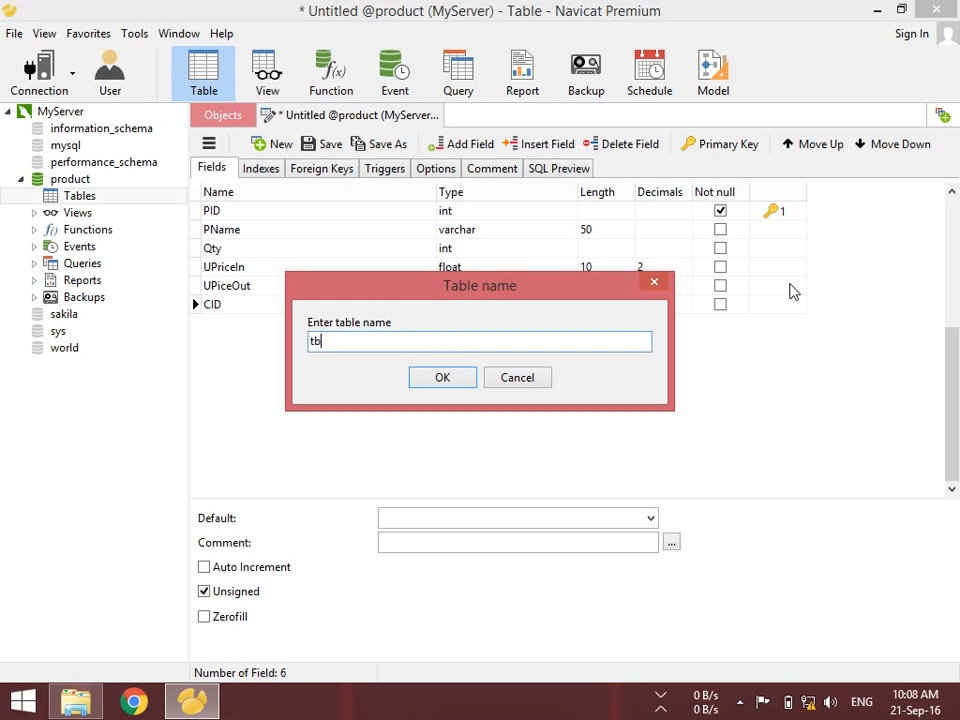 * Untitled @product (MyServer) - Table - Navicat Premium
File View Favorites Tools Window Help Sign In
Connection User Table View Function Event Query Report Backup Schedule Model
MyServer
information_schema
mysql
performance_schema
product
Tables
Views
Functions
Events
Queries
Reports
Backups
sakila
sys
world
Objects * Untitled @product (MyServer...
New Save Save As Add Field Insert Field Delete Field Primary Key Move Up Move Down
Fields Indexes Foreign Keys Triggers Options Comment SQL Preview
Name Type Length Decimals Not null
PID int 1
PName varchar 50
Qty int
UPriceIn float 10 2
UPiceOut
CID
Table name
Enter table name
tb
OK Cancel
Default:
Comment: ...
Auto Increment
Unsigned
Zerofill
Number of Field: 6
0 B/s
0 B/s
ENG
10:08 AM
21-Sep-16